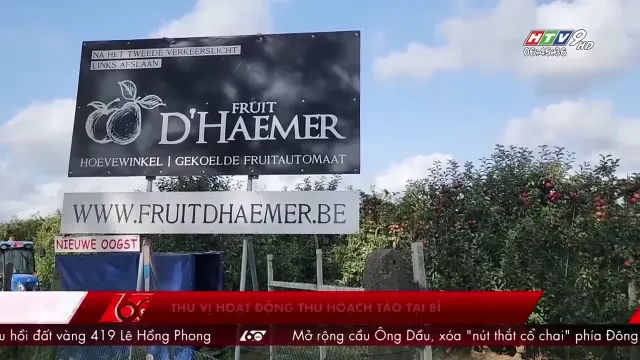 HTV9 HD
06:45:36
NA HET TWEEDE VERKEERSLICHT
LINKS AFSLAAN
FRUIT
D'HAEMER
HOEVEWINKEL | GEKOELDE FRUITAUTOMAAT
WWW.FRUITDHAEMER.BE
NIEUWE OOGST
THÚ VỊ HOẠT ĐỘNG THU HOẠCH TÁO TẠI BỈ
hồi đất vàng 419 Lê Hồng Phong
Mở rộng cầu Ông Dầu, xóa "nút thắt cổ chai" phía Đông